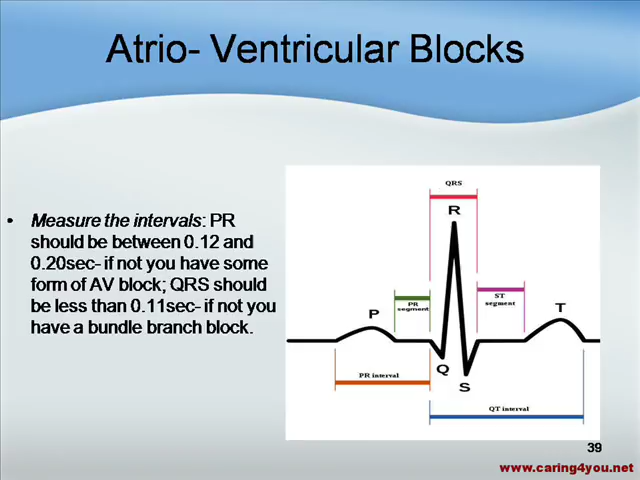 Atrio- Ventricular Blocks
• Measure the intervals: PR
should be between 0.12 and
0.20sec- if not you have some
form of AV block; QRS should
be less than 0.11sec- if not you
have a bundle branch block.
QRS
R
PR
segment
ST
segment
P
T
Q
S
PR interval
QT interval
39
www.caring4you.net